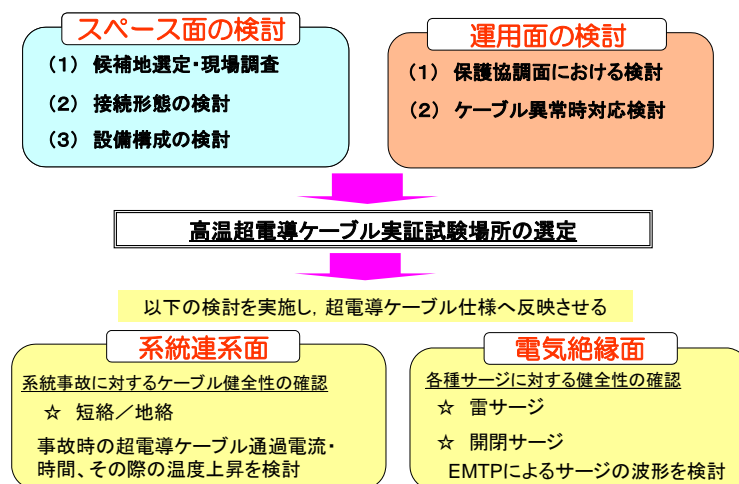 スペース面の検討
（1） 候補地選定・現場調査
（2） 接続形態の検討
（3） 設備構成の検討
運用面の検討
（1） 保護協調面における検討
（2） ケーブル異常時対応検討
高温超電導ケーブル実証試験場所の選定
以下の検討を実施し，超電導ケーブル仕様へ反映させる
系統連系面
系統事故に対するケーブル健全性の確認
☆ 短絡／地絡
事故時の超電導ケーブル通過電流・
時間、その際の温度上昇を検討
電気絶縁面
各種サージに対する健全性の確認
☆ 雷サージ
☆ 開閉サージ
EMTPによるサージの波形を検討